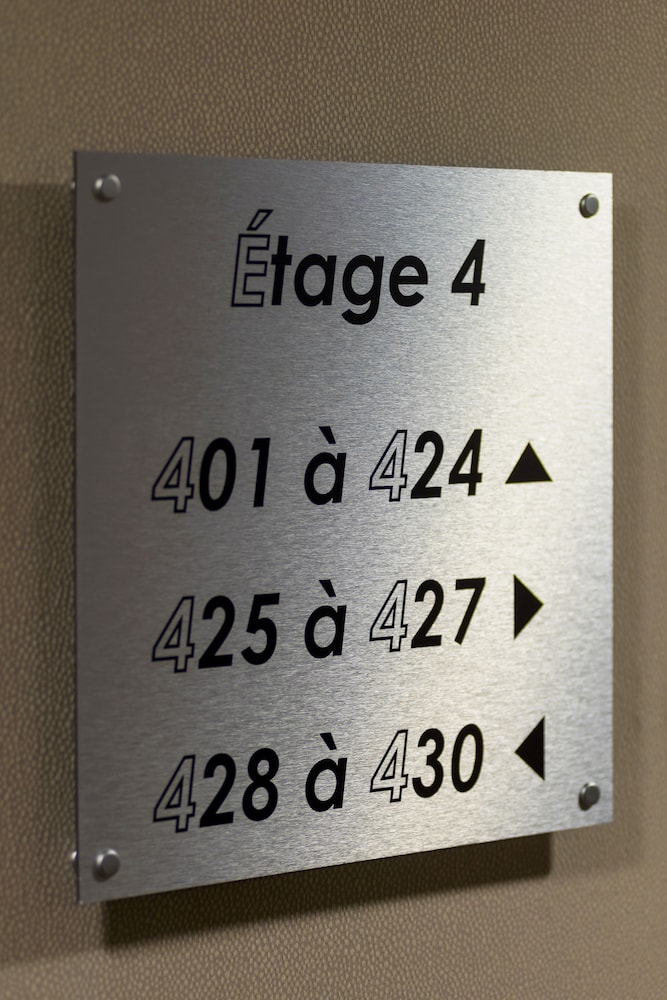 Étage 4
401 à 424 ▲
425 à 427 ▶
428 à 430 ◀